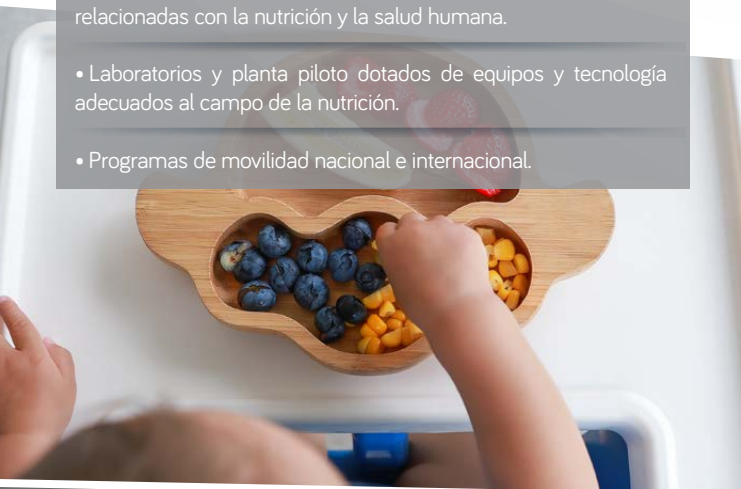 relacionadas con la nutrición y la salud humana.
• Laboratorios y planta piloto dotados de equipos y tecnología
adecuados al campo de la nutrición.
• Programas de movilidad nacional e internacional.